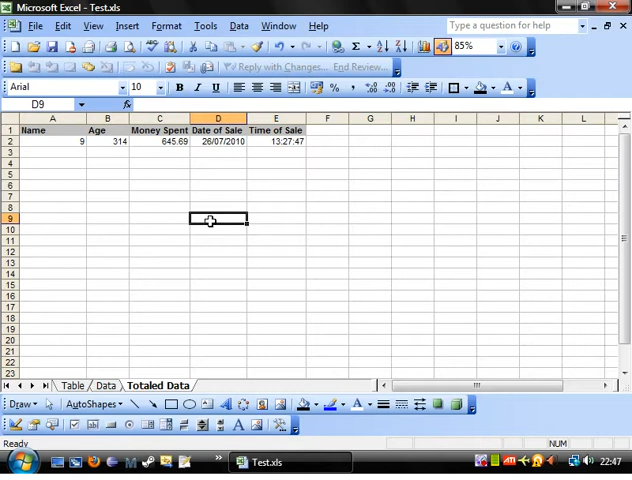 Microsoft Excel - Test.xls
File Edit View Insert Format Tools Data Window Help Type a question for help
85%
Reply with Changes... End Review...
Arial 10 B I U
D9 fx
A B C D E F G H I J K L
1 Name Age Money Spent Date of Sale Time of Sale
2 9 314 645.69 26/07/2010 13:27:47
3
4
5
6
7
8
9
10
11
12
13
14
15
16
17
18
19
20
21
22
23
Table Data Totaled Data
Draw AutoShapes
Ready NUM
Test.xls 22:47